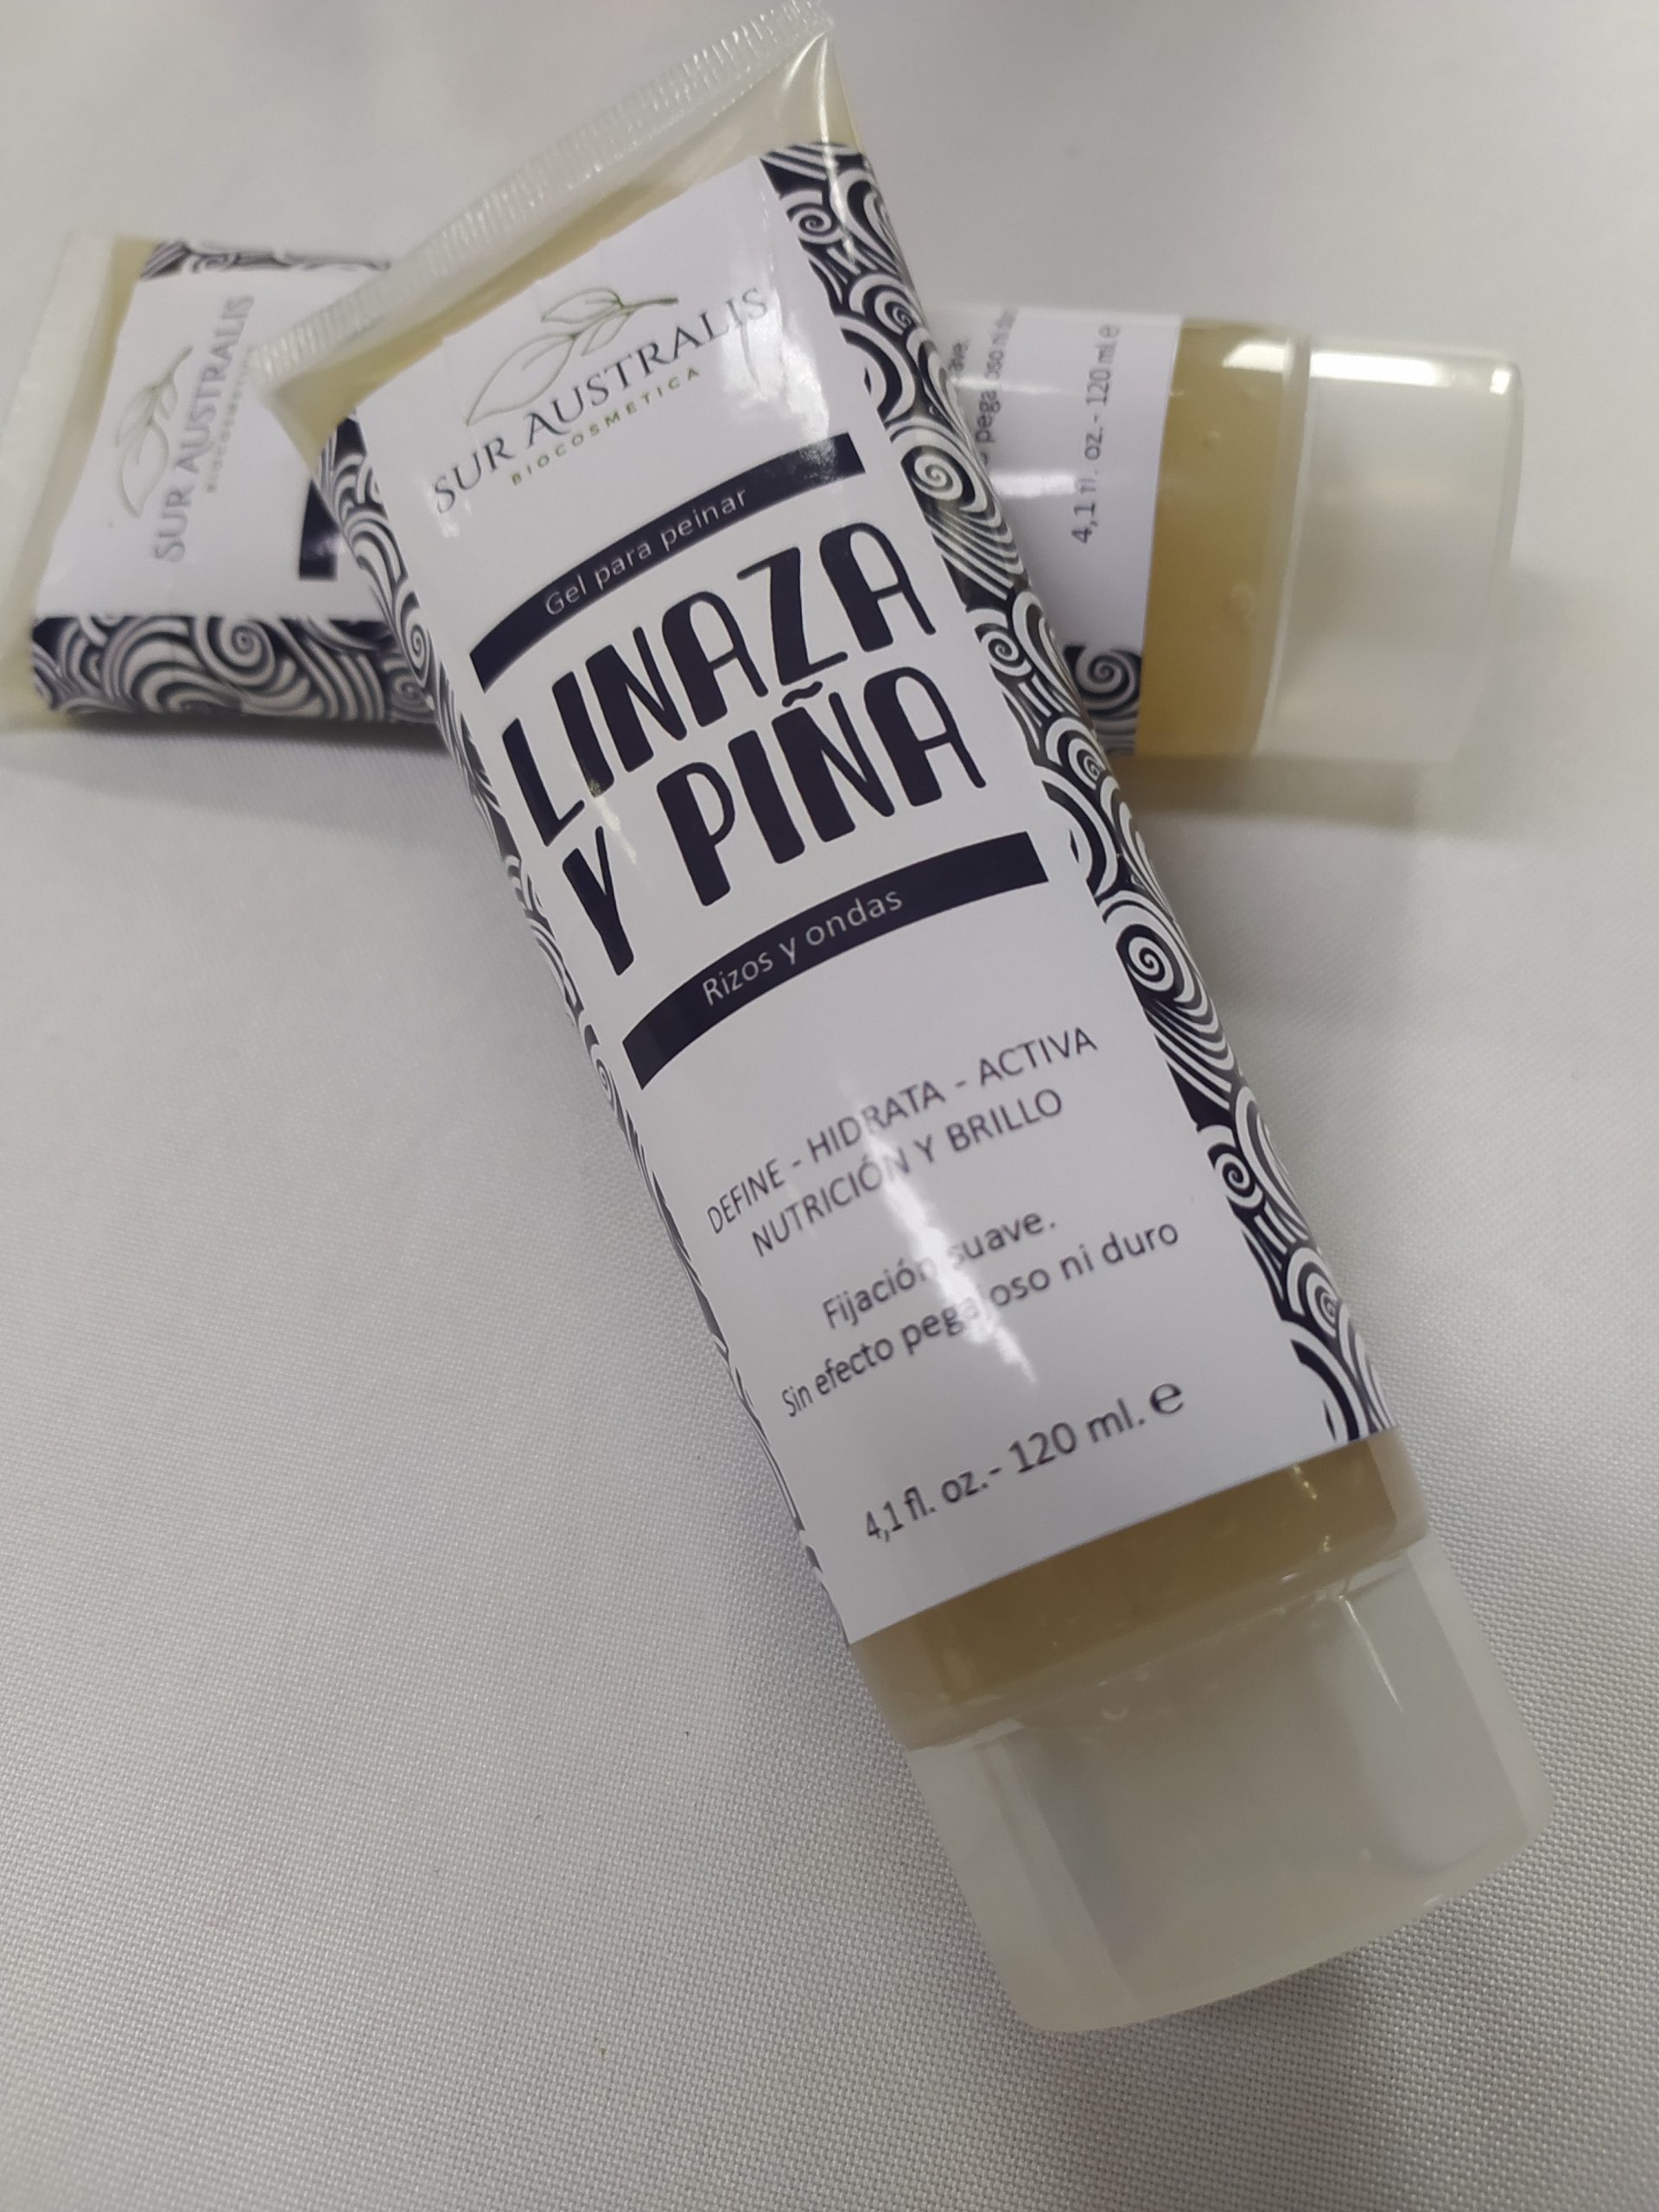 SUR AUSTRALIS
BIOCOSMETICA
Gel para peinar
LINAZA
Y PIÑA
Rizos y ondas
DEFINE - HIDRATA - ACTIVA
NUTRICIÓN Y BRILLO
Fijación suave.
Sin efecto pegajoso ni duro
4,1 fl. oz.- 120 ml. e
SUR AUSTRALIS
BIOCOSMETICA
4,1 fl. oz.- 120 ml. e